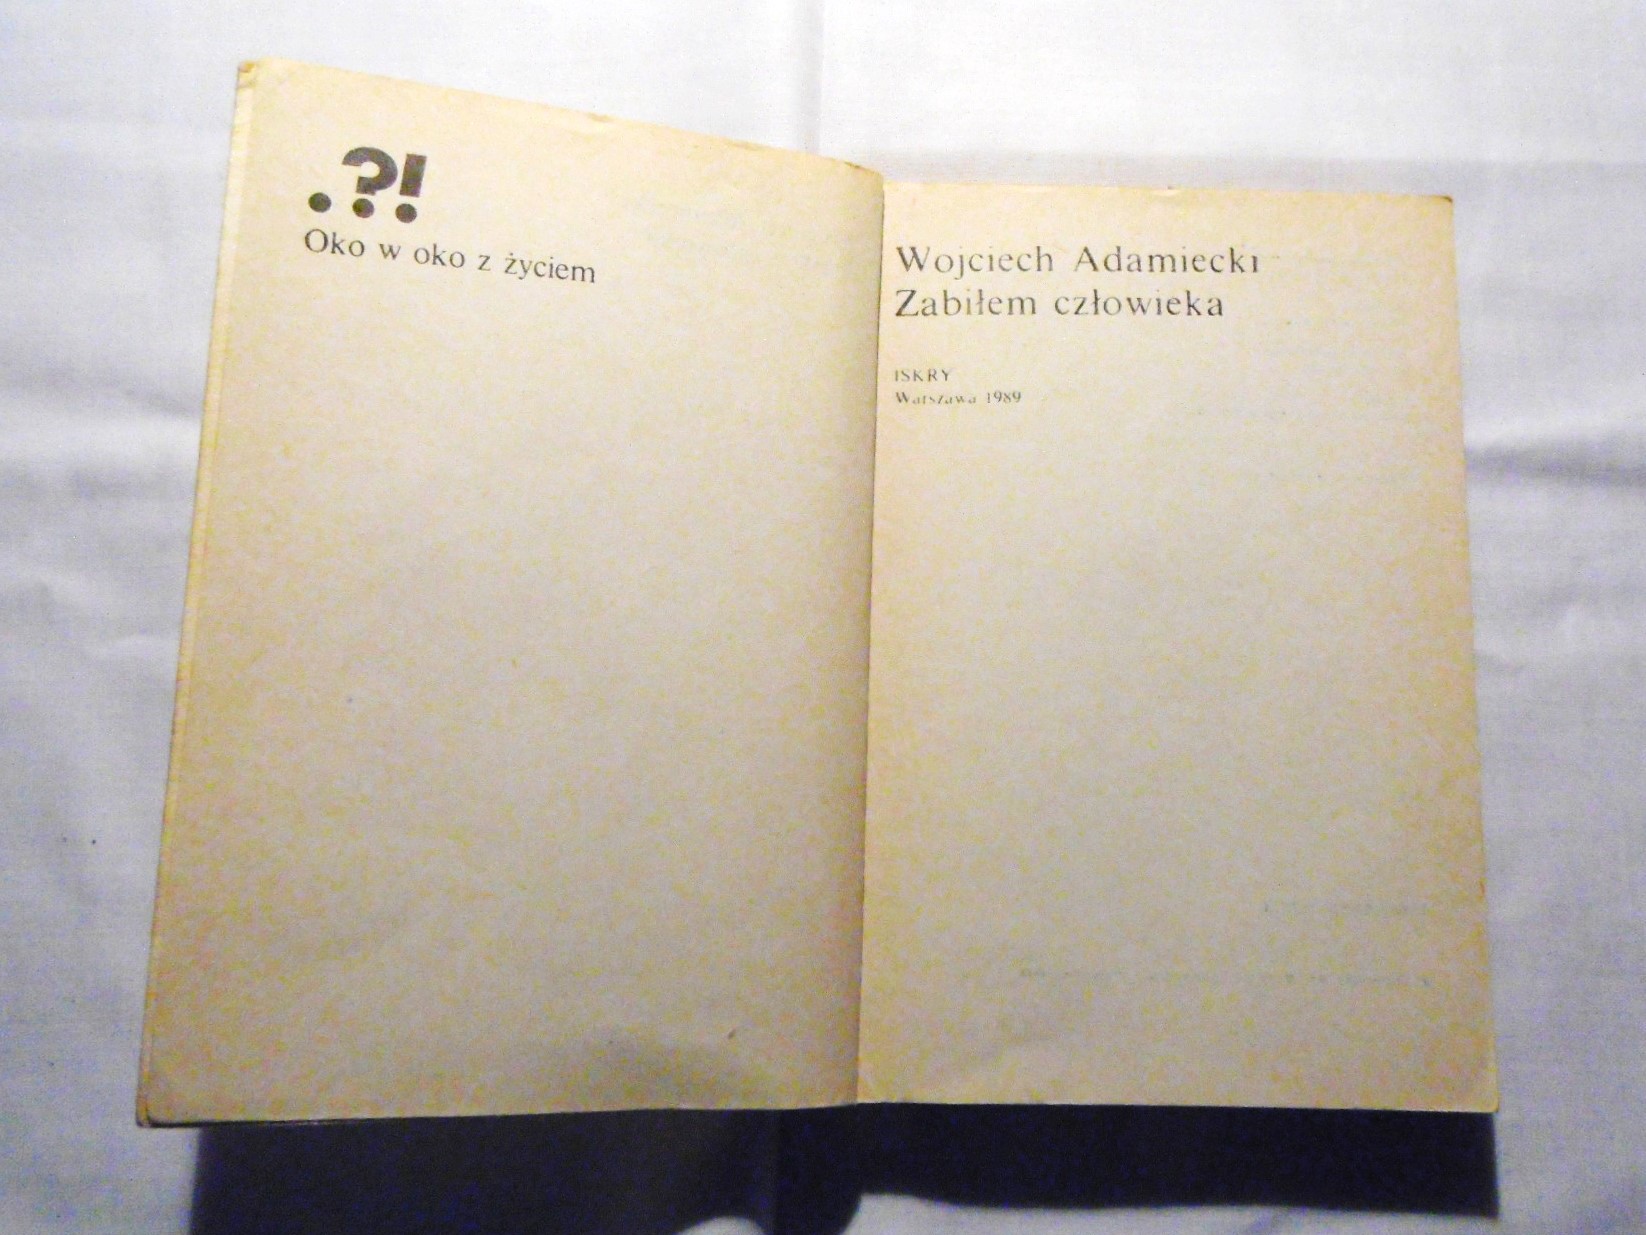 .?!
Oko w oko z życiem
Wojciech Adamiecki
Zabiłem człowieka
ISKRY
Warszawa 1989